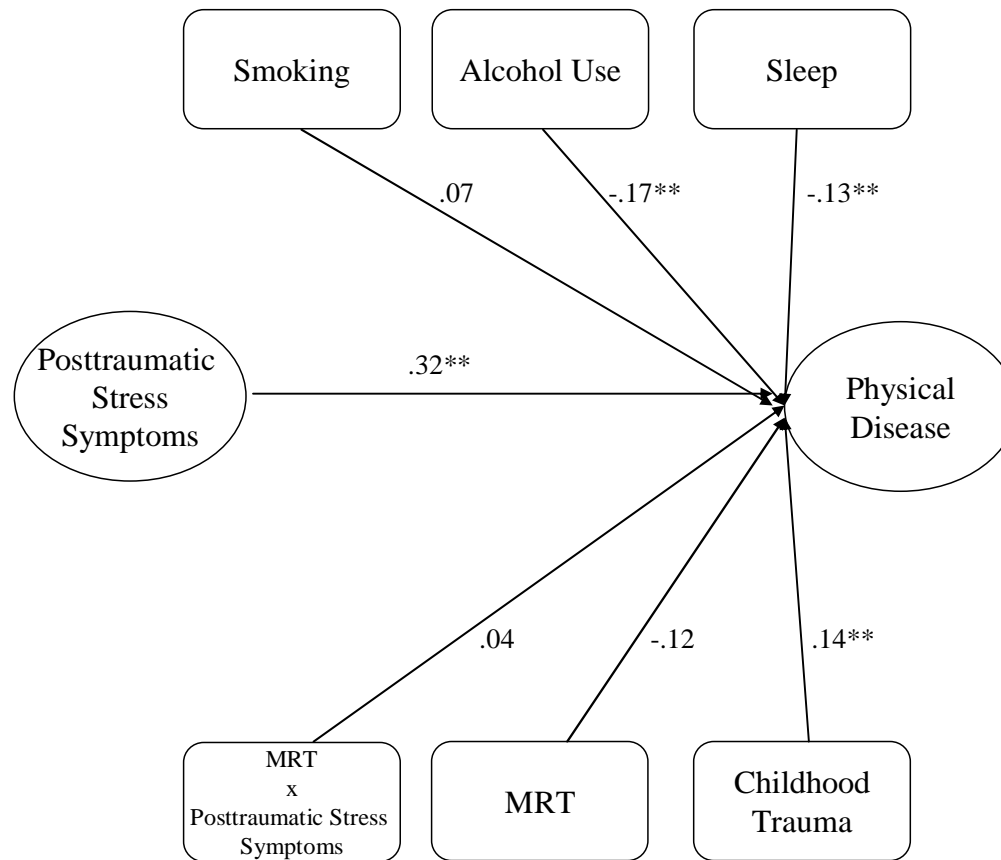 Smoking
Alcohol Use
Sleep
.07
-.17**
-.13**
Posttraumatic
Stress
Symptoms
.32**
Physical
Disease
.04
-.12
.14**
MRT
x
Posttraumatic Stress
Symptoms
MRT
Childhood
Trauma